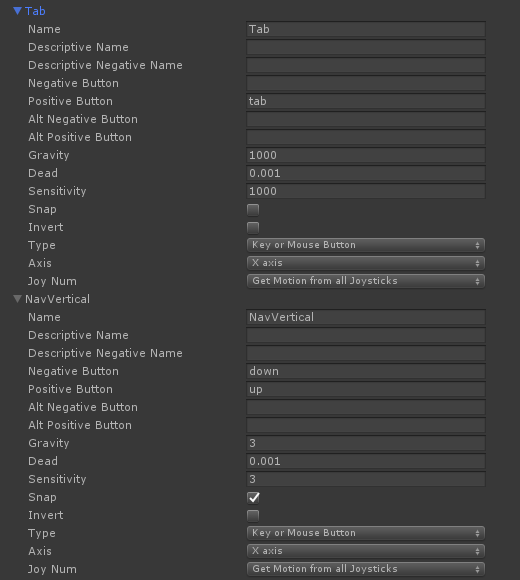 Tab
Name Tab
Descriptive Name
Descriptive Negative Name
Negative Button
Positive Button tab
Alt Negative Button
Alt Positive Button
Gravity 1000
Dead 0.001
Sensitivity 1000
Snap
Invert
Type Key or Mouse Button
Axis X axis
Joy Num Get Motion from all Joysticks
NavVertical
Name NavVertical
Descriptive Name
Descriptive Negative Name
Negative Button down
Positive Button up
Alt Negative Button
Alt Positive Button
Gravity 3
Dead 0.001
Sensitivity 3
Snap
Invert
Type Key or Mouse Button
Axis X axis
Joy Num Get Motion from all Joysticks